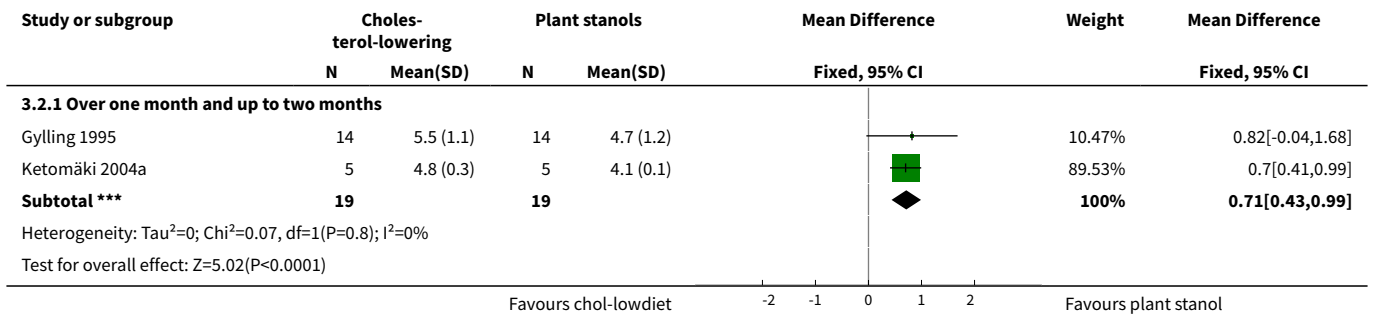 Study or subgroup Choles- Plant stanols Mean Difference Weight Mean Difference
terol-lowering
N Mean(SD) N Mean(SD) Fixed, 95% CI Fixed, 95% CI
3.2.1 Over one month and up to two months
Gylling 1995 14 5.5 (1.1) 14 4.7 (1.2) 10.47% 0.82[-0.04,1.68]
Ketomäki 2004a 5 4.8 (0.3) 5 4.1 (0.1) 89.53% 0.7[0.41,0.99]
Subtotal *** 19 19 100% 0.71[0.43,0.99]
Heterogeneity: Tau²=0; Chi²=0.07, df=1(P=0.8); I²=0%
Test for overall effect: Z=5.02(P<0.0001)
Favours chol-lowdiet -2 -1 0 1 2 Favours plant stanol